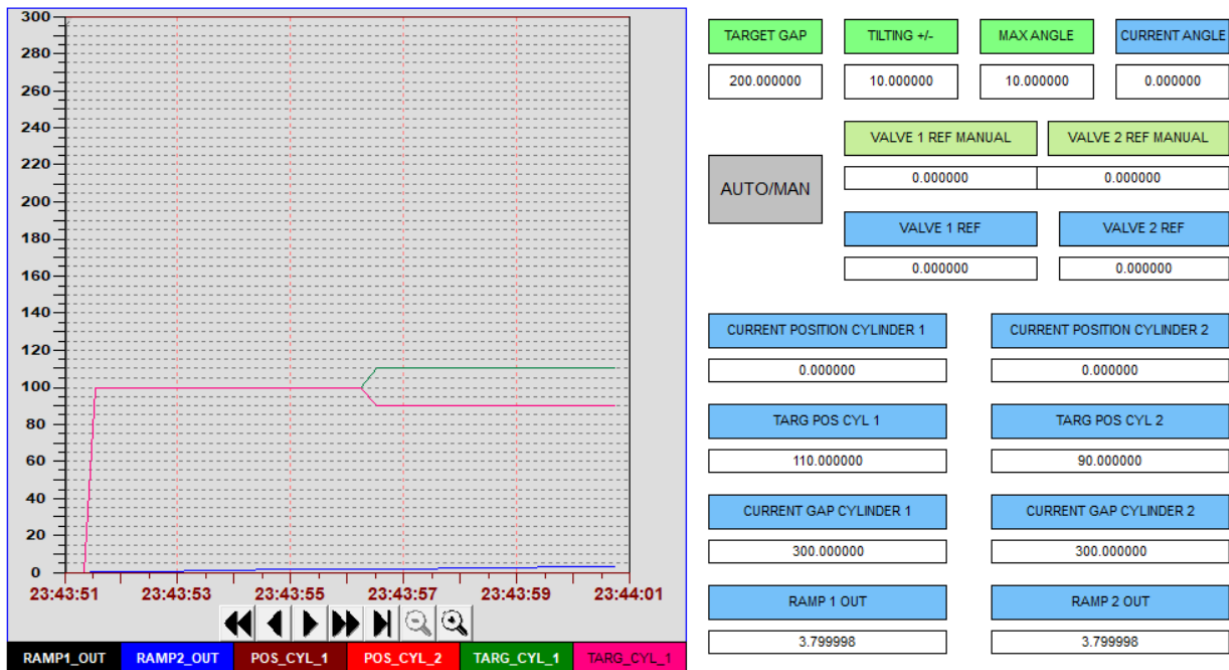 300
280
260
240
220
200
180
160
140
120
100
80
60
40
20
0
23:43:51 23:43:53 23:43:55 23:43:57 23:43:59 23:44:01
RAMP1_OUT RAMP2_OUT POS_CYL_1 POS_CYL_2 TARG_CYL_1 TARG_CYL_1
TARGET GAP TILTING +/- MAX ANGLE CURRENT ANGLE
200.000000 10.000000 10.000000 0.000000
VALVE 1 REF MANUAL VALVE 2 REF MANUAL
AUTO/MAN
0.000000 0.000000
VALVE 1 REF VALVE 2 REF
0.000000 0.000000
CURRENT POSITION CYLINDER 1 CURRENT POSITION CYLINDER 2
0.000000 0.000000
TARG POS CYL 1 TARG POS CYL 2
110.000000 90.000000
CURRENT GAP CYLINDER 1 CURRENT GAP CYLINDER 2
300.000000 300.000000
RAMP 1 OUT RAMP 2 OUT
3.799998 3.799998